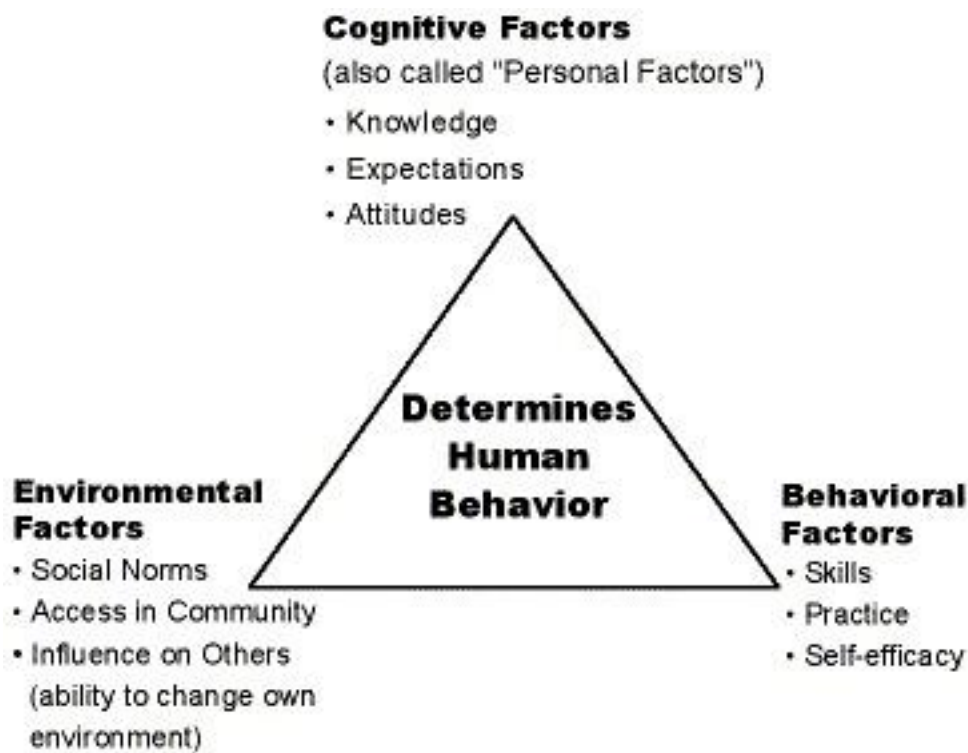 Cognitive Factors
(also called "Personal Factors")
• Knowledge
• Expectations
• Attitudes
Determines
Human
Behavior
Environmental
Factors
• Social Norms
• Access in Community
• Influence on Others
(ability to change own
environment)
Behavioral
Factors
• Skills
• Practice
• Self-efficacy